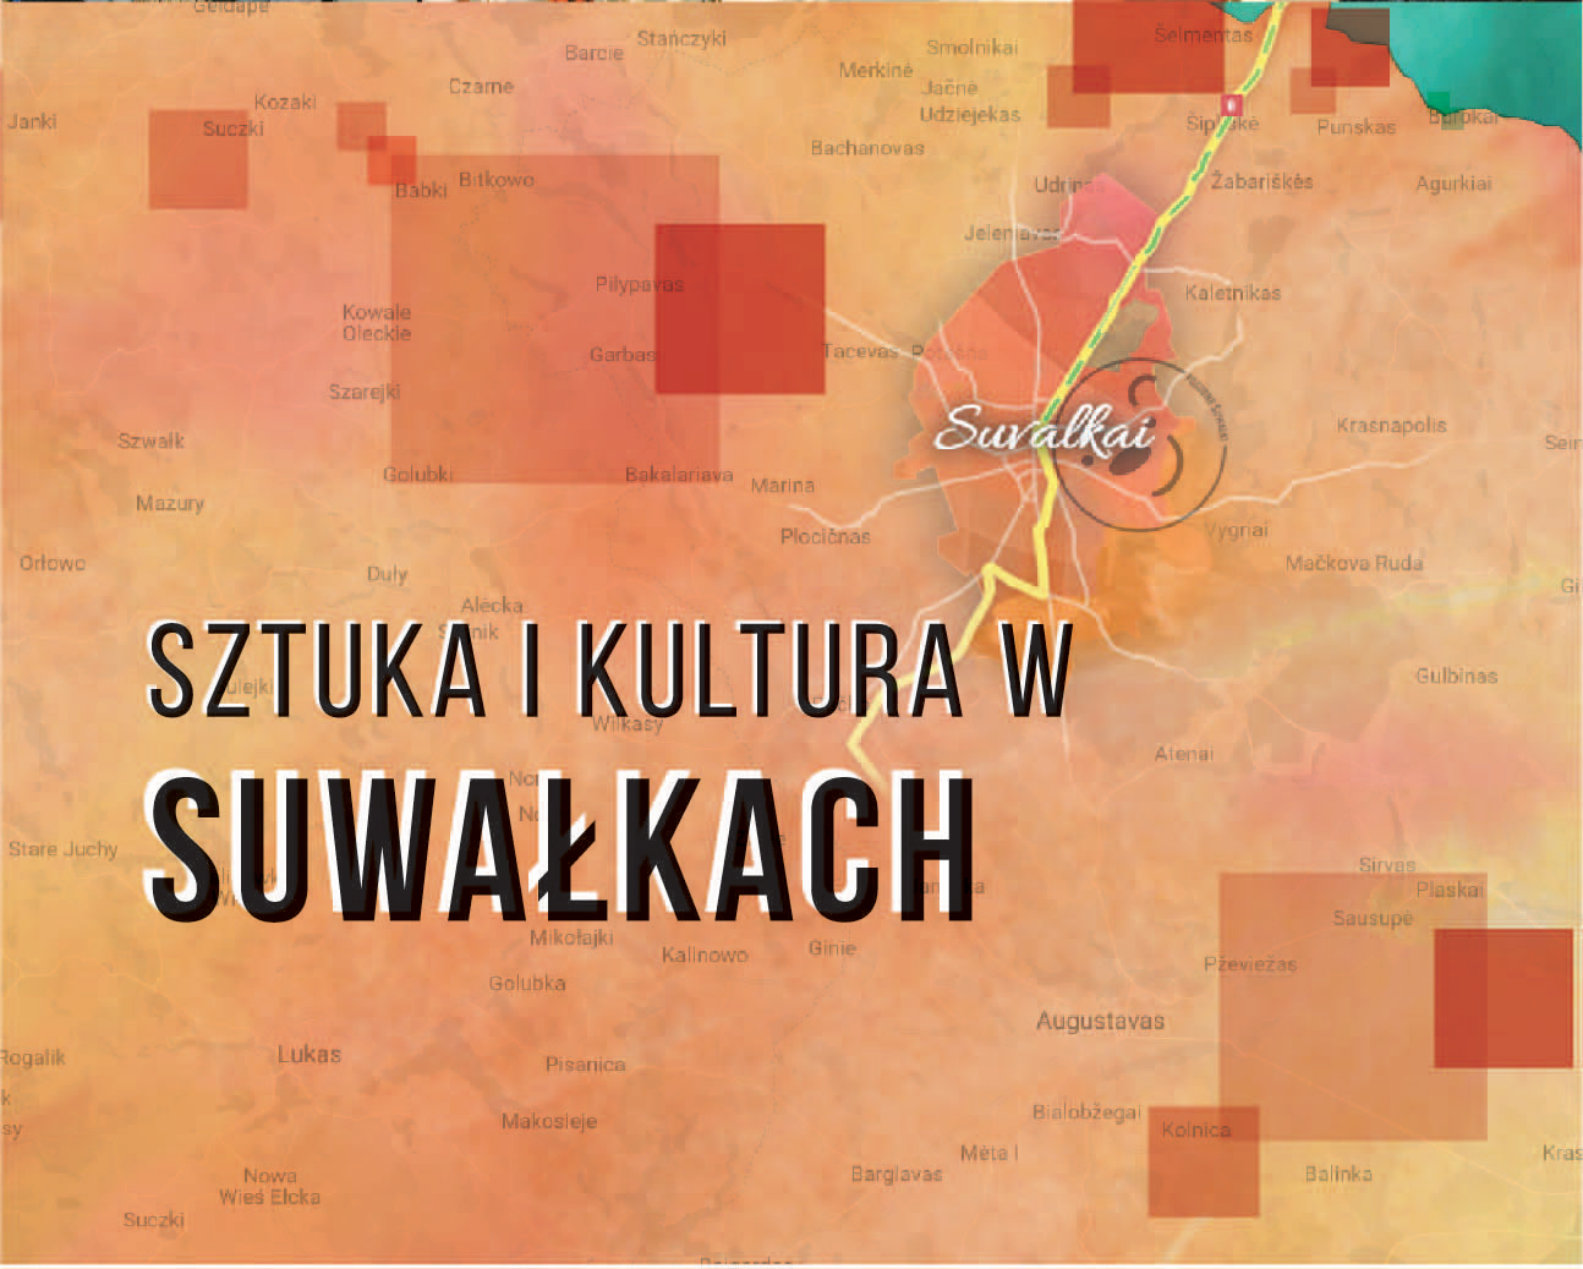 Geldapė
Stańczyki
Barcie
Smolnikai
Šelmentas
Merkinė
Czarne
Jačnė
Udziejekas
Kozaki
Janki
Suczki
Punskas
Burokai
Bachanovas
Babki
Bitkowo
Žabariškės
Agurkiai
Kaletnikas
Pilypavas
Kowale
Oleckie
Garbas
Tacevas
Szarejki
Suvalkai
Krasnapolis
Szwałk
Golubki
Bakalariava
Marina
Mazury
Plocičnas
Vygriai
Orłowo
Duły
Mačkova Ruda
Alėcka
SZTUKA I KULTURA W
Gulbinas
Wilkasy
Atenai
SUWAŁKACH
Stare Juchy
Sirvas
Plaskai
Sausupė
Mikołajki
Kalinowo
Ginie
Pževiežas
Golubka
Augustavas
Rogalik
Lukas
Pisanica
Makosieje
Bialobžegai
Kolnica
Mėta I
Barglavas
Balinka
Nowa
Wieś Ełcka
Suczki